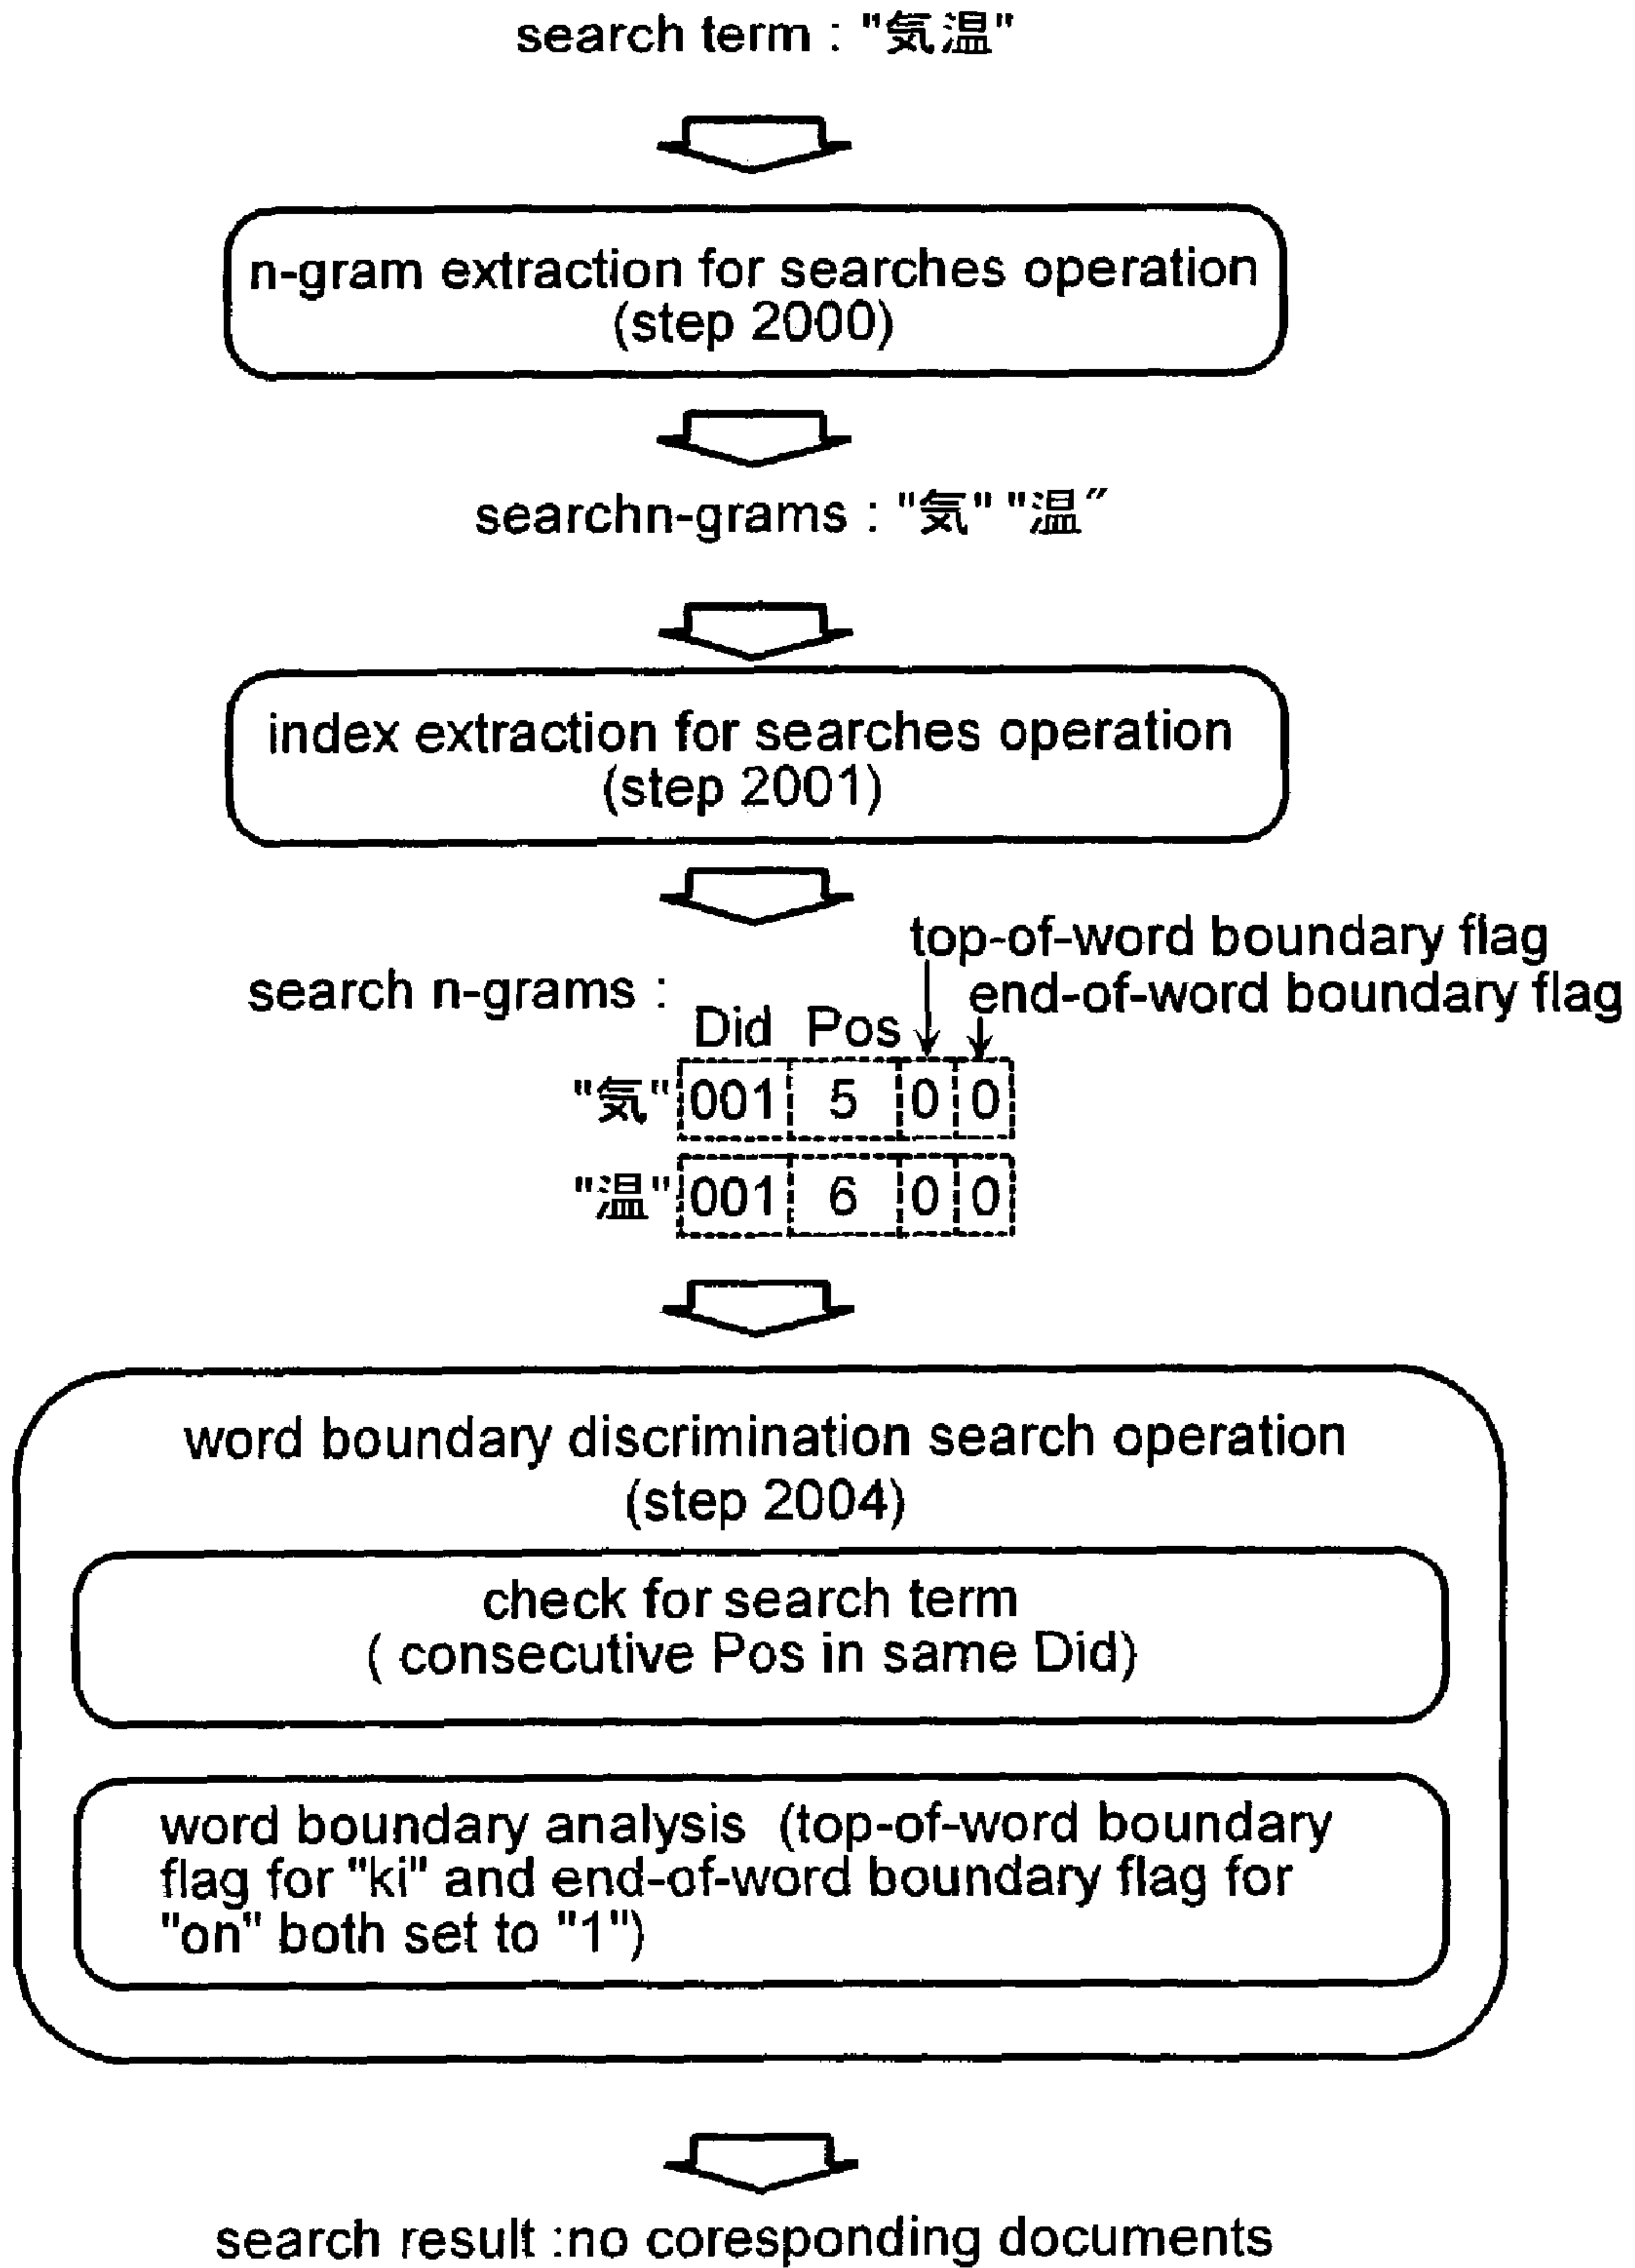 search term : "気温"
n-gram extraction for searches operation
(step 2000)
searchn-grams : "気" "温"
index extraction for searches operation
(step 2001)
top-of-word boundary flag
end-of-word boundary flag
search n-grams :
Did Pos
"気" 001 5 0 0
"温" 001 6 0 0
word boundary discrimination search operation
(step 2004)
check for search term
( consecutive Pos in same Did)
word boundary analysis (top-of-word boundary
flag for "ki" and end-of-word boundary flag for
"on" both set to "1")
search result :no coresponding documents